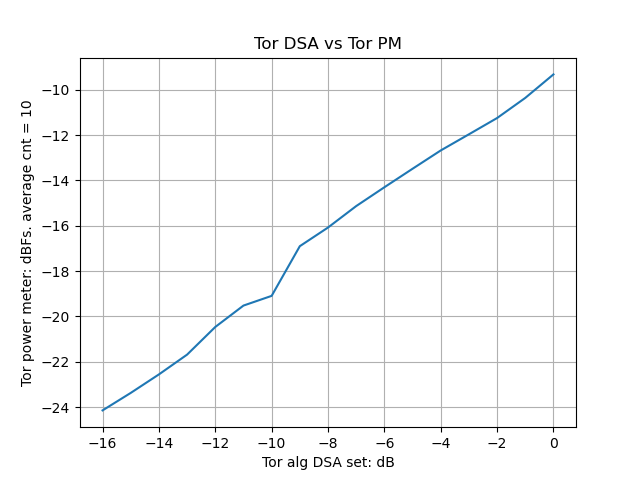 Tor DSA vs Tor PM
Tor power meter: dBFs. average cnt = 10
−10
−12
−14
−16
−18
−20
−22
−24
−16 −14 −12 −10 −8 −6 −4 −2 0
Tor alg DSA set: dB